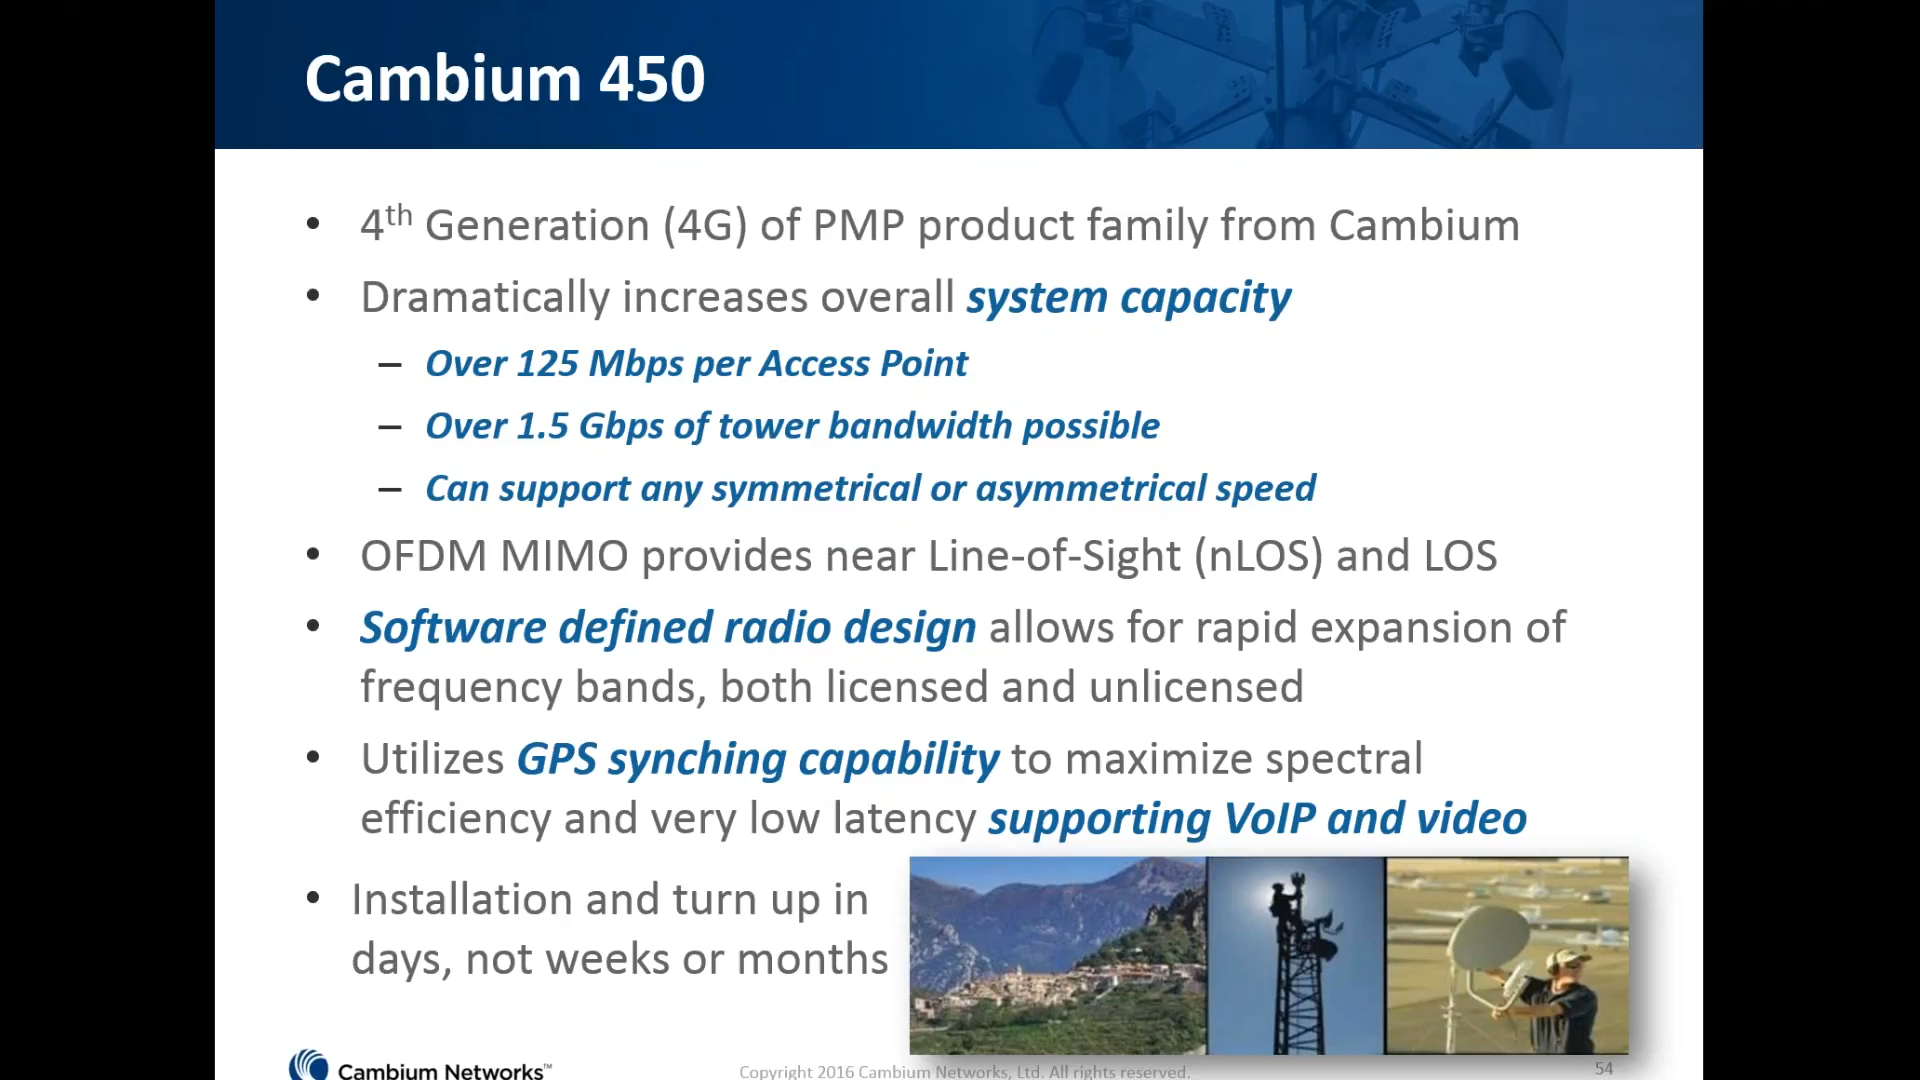 Cambium 450
• 4th Generation (4G) of PMP product family from Cambium
• Dramatically increases overall system capacity
– Over 125 Mbps per Access Point
– Over 1.5 Gbps of tower bandwidth possible
– Can support any symmetrical or asymmetrical speed
• OFDM MIMO provides near Line-of-Sight (nLOS) and LOS
• Software defined radio design allows for rapid expansion of
frequency bands, both licensed and unlicensed
• Utilizes GPS synching capability to maximize spectral
efficiency and very low latency supporting VoIP and video
• Installation and turn up in
days, not weeks or months
Cambium Networks™
Copyright 2016 Cambium Networks, Ltd. All rights reserved.
54